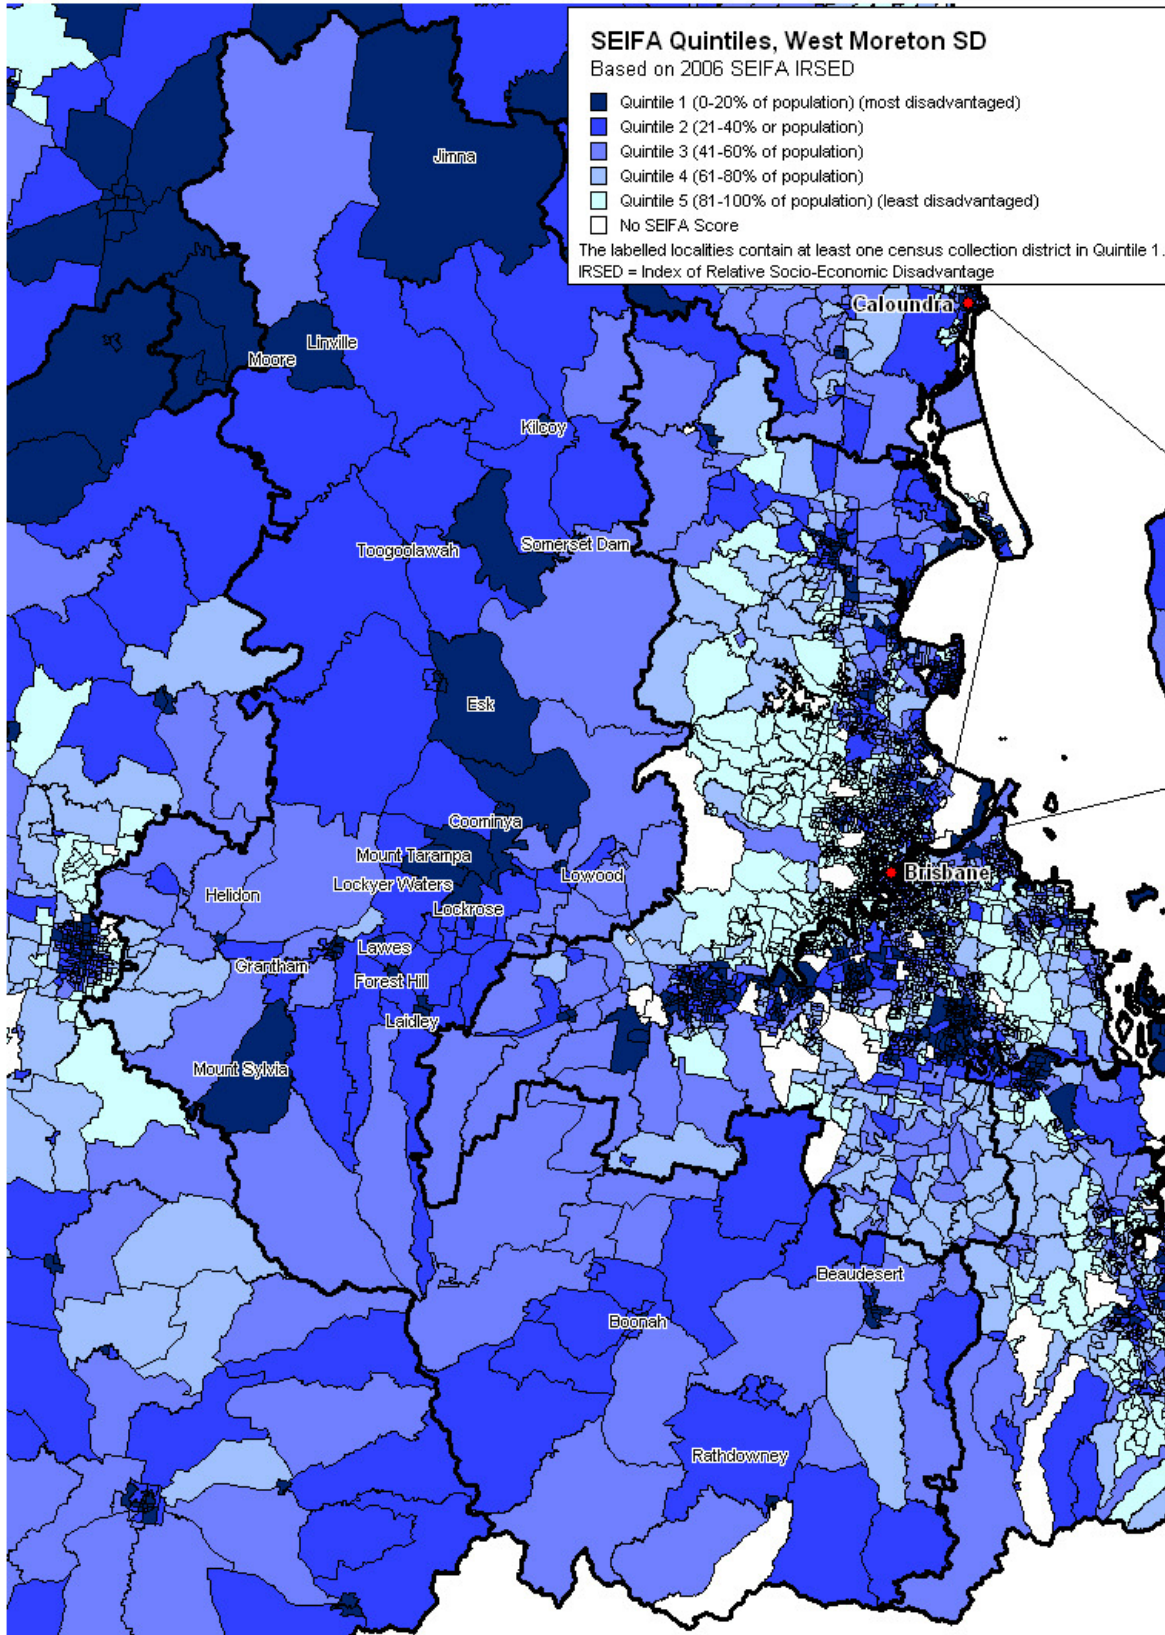 SEIFA Quintiles, West Moreton SD
Based on 2006 SEIFA IRSED
Quintile 1 (0-20% of population) (most disadvantaged)
Quintile 2 (21-40% or population)
Quintile 3 (41-60% of population)
Quintile 4 (61-80% of population)
Quintile 5 (81-100% of population) (least disadvantaged)
No SEIFA Score
The labelled localities contain at least one census collection district in Quintile 1.
IRSED = Index of Relative Socio-Economic Disadvantage
Jimna
Caloundra
Linville
Moore
Kilcoy
Toogoolawah
Somerset Dam
Esk
Coominya
Mount Tarampa
Lowood
Brisbane
Lockyer Waters
Helidon
Lockrose
Lawes
Grantham
Forest Hill
Laidley
Mount Sylvia
Beaudesert
Boonah
Rathdowney